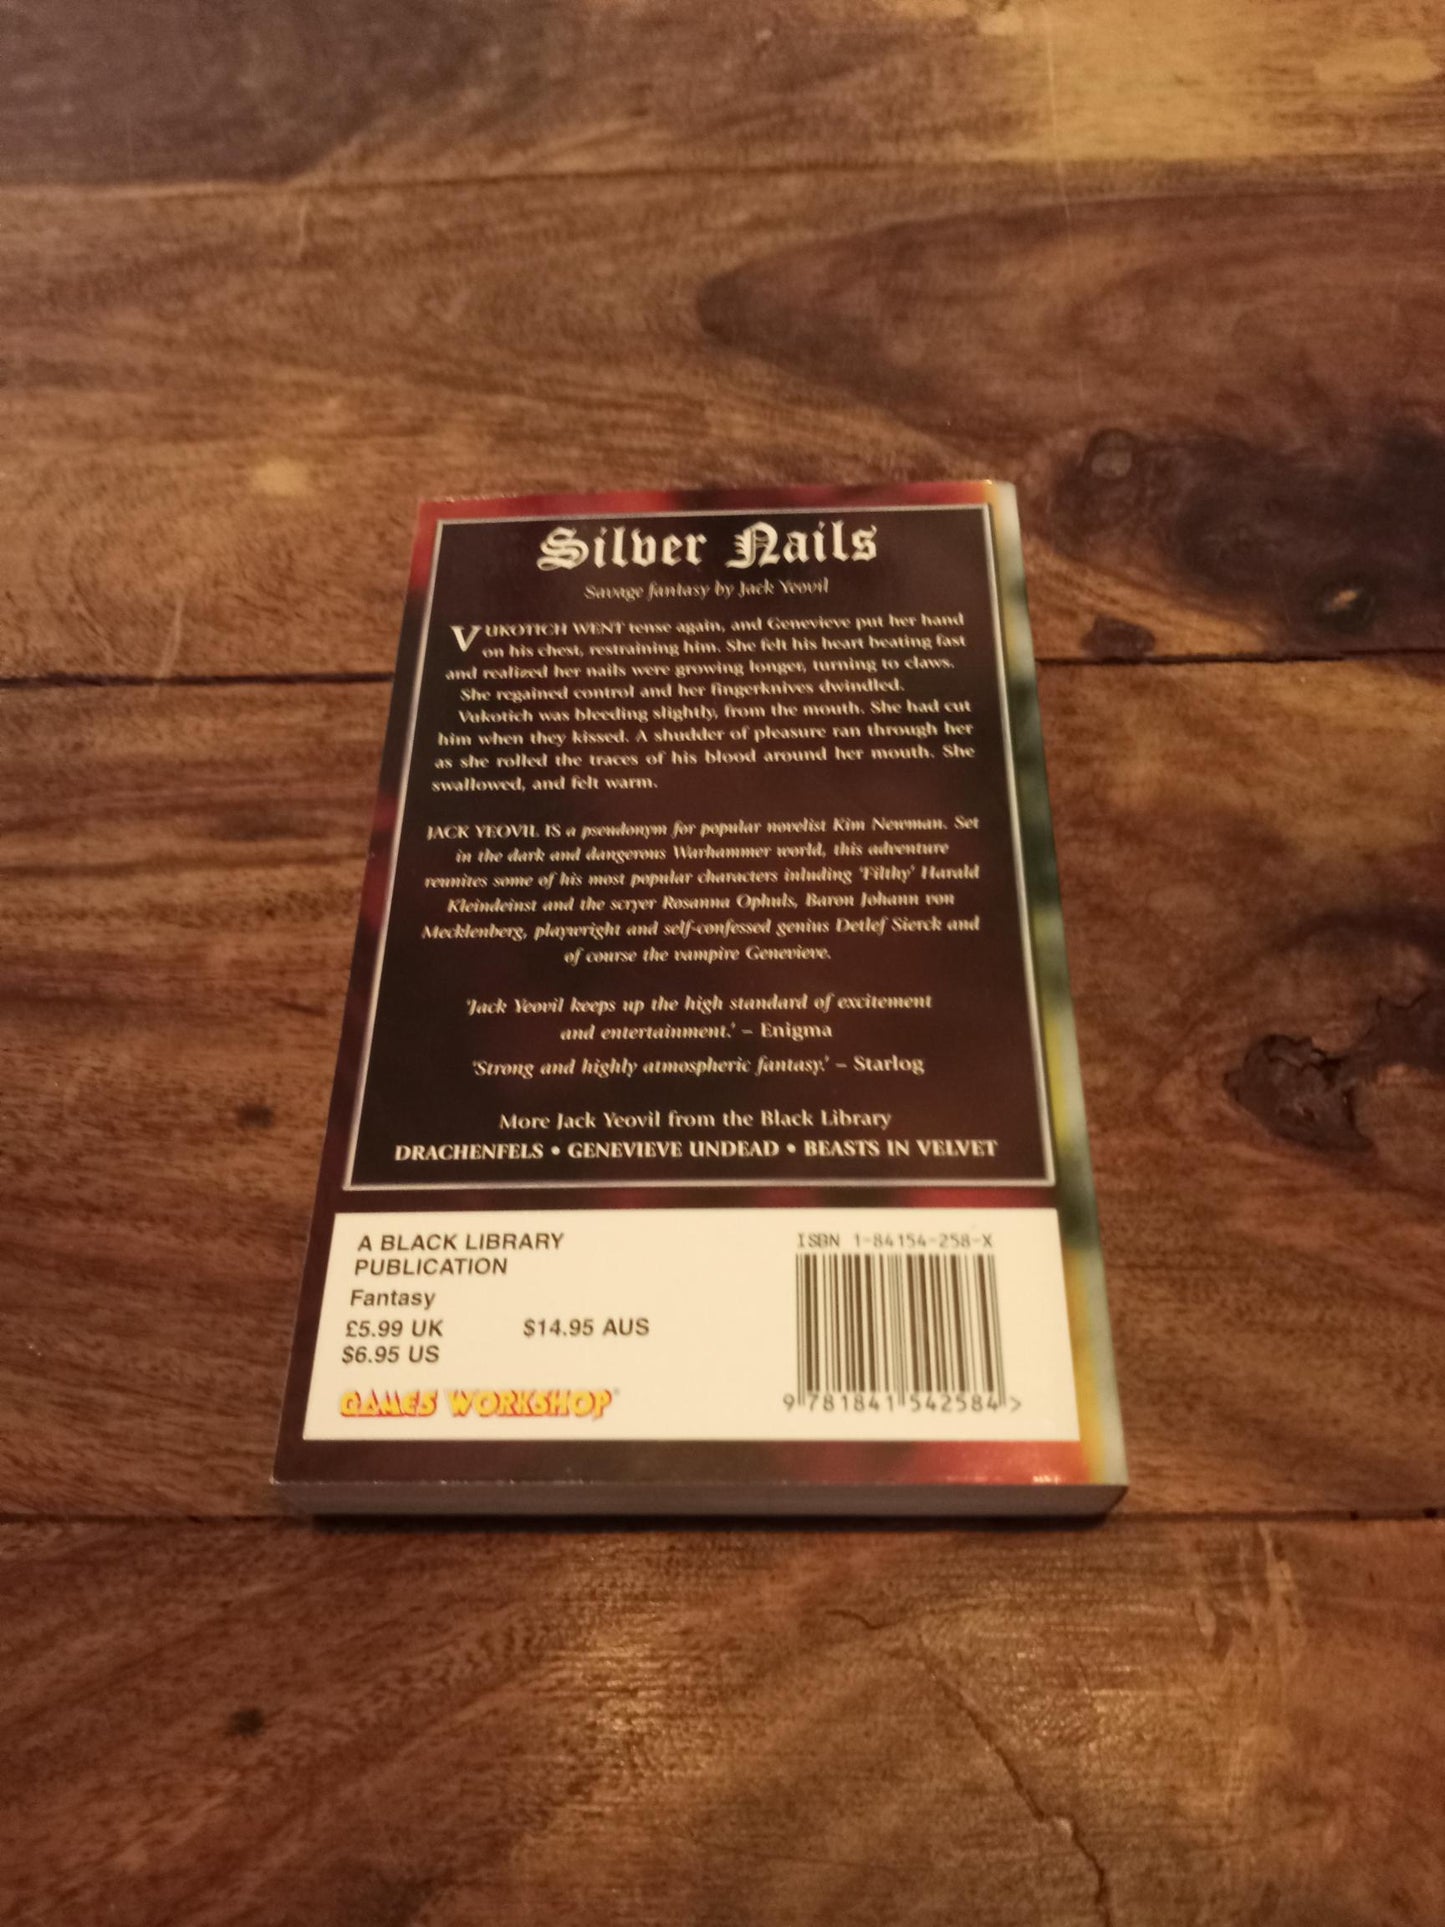 Silver Nails
Savage fantasy by Jack Yeovil
VUKOTICH WENT tense again, and Genevieve put her hand
on his chest, restraining him. She felt his heart beating fast
and realized her nails were growing longer, turning to claws.
She regained control and her fingerknives dwindled.
Vukotich was bleeding slightly, from the mouth. She had cut
him when they kissed. A shudder of pleasure ran through her
as she rolled the traces of his blood around her mouth. She
swallowed, and felt warm.
JACK YEOVIL IS a pseudonym for popular novelist Kim Newman. Set
in the dark and dangerous Warhammer world, this adventure
reunites some of his most popular characters inluding 'Filthy' Harald
Kleindeinst and the scryer Rosanna Ophuls, Baron Johann von
Mecklenberg, playwright and self-confessed genius Detlef Sierck and
of course the vampire Genevieve.
'Jack Yeovil keeps up the high standard of excitement
and entertainment.' – Enigma
'Strong and highly atmospheric fantasy.' – Starlog
More Jack Yeovil from the Black Library
DRACHENFELS • GENEVIEVE UNDEAD • BEASTS IN VELVET
A BLACK LIBRARY
PUBLICATION
Fantasy
£5.99 UK $14.95 AUS
$6.95 US
GAMES WORKSHOP®
ISBN 1-84154-258-X
9 781841 542584 >